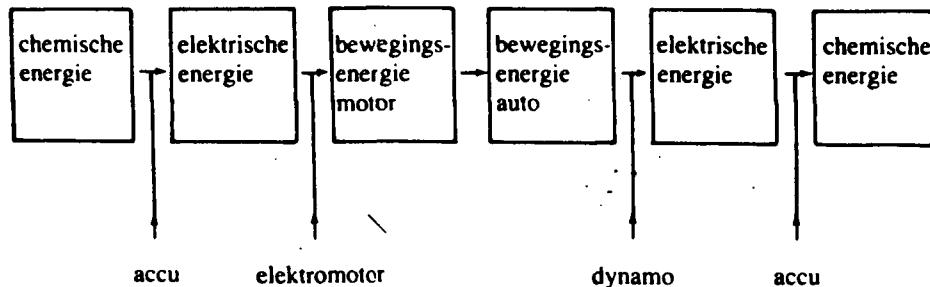 chemische
energie
elektrische
energie
bewegings-
energie
motor
bewegings-
energie
auto
elektrische
energie
chemische
energie
accu
elektromotor
dynamo
accu